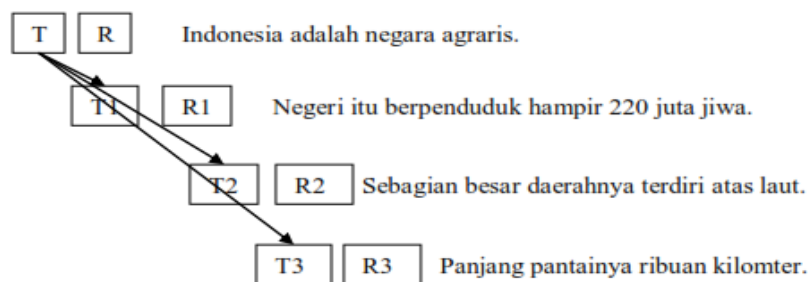 T R Indonesia adalah negara agraris.
T1 R1 Negeri itu berpenduduk hampir 220 juta jiwa.
T2 R2 Sebagian besar daerahnya terdiri atas laut.
T3 R3 Panjang pantainya ribuan kilomter.